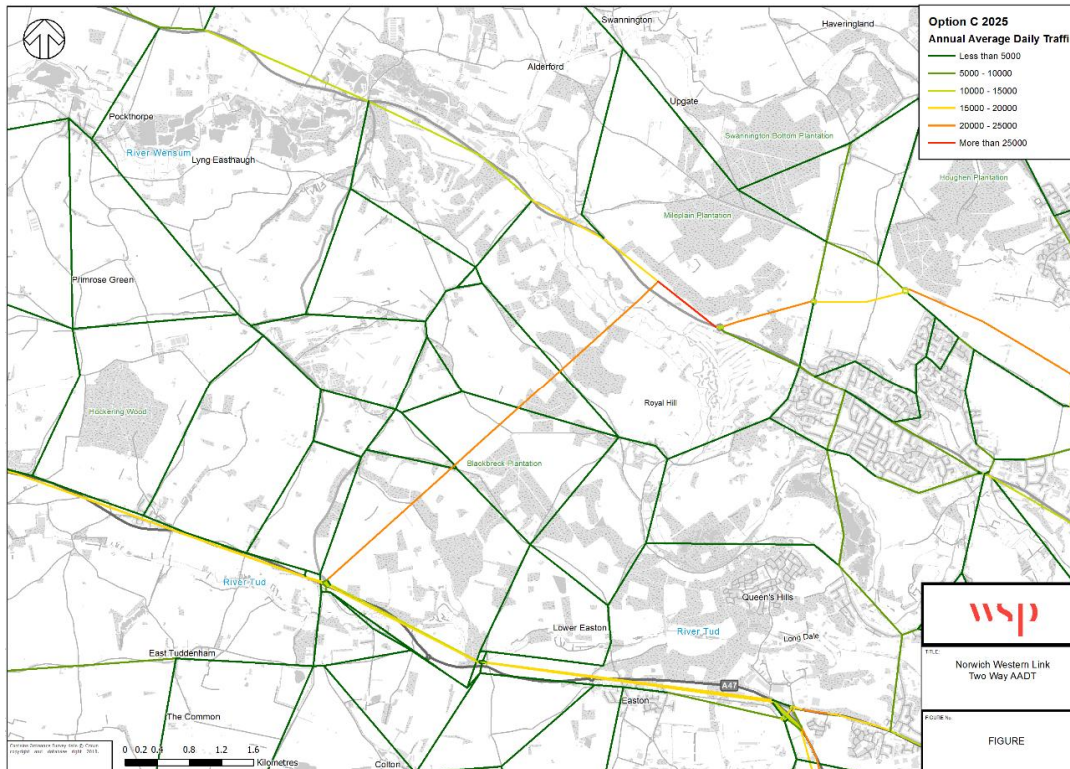 Swannington
Haveringland
Alderford
Upgate
Pockthorpe
Swannington Bottom Plantation
River Wensum
Lyng Easthaugh
Houghen Plantation
Mileplain Plantation
Primrose Green
Royal Hill
Hockering Wood
Blackbreck Plantation
River Tud
Queen's Hills
Lower Easton
River Tud
Long Dale
East Tuddenham
A47
Easton
The Common
Colton
0 0.2 0.4 0.8 1.2 1.6
Kilometres
Option C 2025
Annual Average Daily Traffi
Less than 5000
5000 - 10000
10000 - 15000
15000 - 20000
20000 - 25000
More than 25000
wsp
TITLE:
Norwich Western Link
Two Way AADT
FIGURE No:
FIGURE